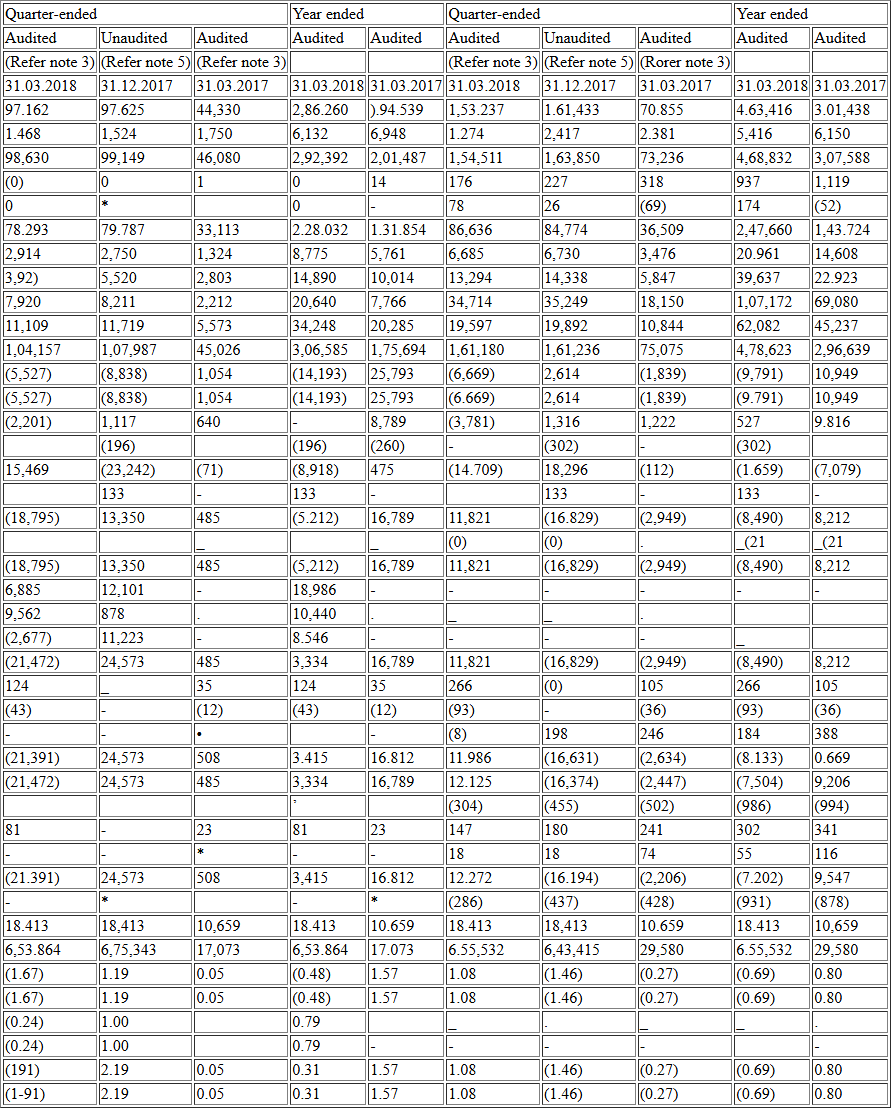 Quarter-ended Year ended Quarter-ended Year ended
Audited Unaudited Audited Audited Audited Audited Unaudited Audited Audited Audited
(Refer note 3) (Refer note 5) (Refer note 3) (Refer note 3) (Refer note 5) (Rorer note 3)
31.03.2018 31.12.2017 31.03.2017 31.03.2018 31.03.2017 31.03.2018 31.12.2017 31.03.2017 31.03.2018 31.03.2017
97.162 97.625 44,330 2,86.260 ).94.539 1,53.237 1.61,433 70.855 4.63,416 3.01,438
1.468 1,524 1,750 6,132 6,948 1.274 2,417 2.381 5,416 6,150
98,630 99,149 46,080 2,92,392 2,01,487 1,54,511 1,63,850 73,236 4,68,832 3,07,588
(0) 0 1 0 14 176 227 318 937 1,119
0 * 0 - 78 26 (69) 174 (52)
78.293 79.787 33,113 2.28.032 1.31.854 86,636 84,774 36,509 2,47,660 1,43.724
2,914 2,750 1,324 8,775 5,761 6,685 6,730 3,476 20.961 14,608
3,92) 5,520 2,803 14,890 10,014 13,294 14,338 5,847 39,637 22.923
7,920 8,211 2,212 20,640 7,766 34,714 35,249 18,150 1,07,172 69,080
11,109 11,719 5,573 34,248 20,285 19,597 19,892 10,844 62,082 45,237
1,04,157 1,07,987 45,026 3,06,585 1,75,694 1,61,180 1,61,236 75,075 4,78,623 2,96,639
(5,527) (8,838) 1,054 (14,193) 25,793 (6,669) 2,614 (1,839) (9,791) 10,949
(5,527) (8,838) 1,054 (14,193) 25,793 (6.669) 2,614 (1,839) (9.791) 10,949
(2,201) 1,117 640 - 8,789 (3,781) 1,316 1,222 527 9.816
(196) (196) (260) - (302) - (302)
15,469 (23,242) (71) (8,918) 475 (14.709) 18,296 (112) (1.659) (7,079)
133 - 133 - 133 - 133 -
(18,795) 13,350 485 (5.212) 16,789 11,821 (16.829) (2,949) (8,490) 8,212
_ _ (0) (0) . _(21 _(21
(18,795) 13,350 485 (5,212) 16,789 11,821 (16,829) (2,949) (8,490) 8,212
6,885 12,101 - 18,986 - - - - - -
9,562 878 . 10,440 . _ _ .
(2,677) 11,223 - 8.546 - - - - _
(21,472) 24,573 485 3,334 16,789 11,821 (16,829) (2,949) (8,490) 8,212
124 _ 35 124 35 266 (0) 105 266 105
(43) - (12) (43) (12) (93) - (36) (93) (36)
- - • - (8) 198 246 184 388
(21,391) 24,573 508 3.415 16.812 11.986 (16,631) (2,634) (8.133) 0.669
(21,472) 24,573 485 3,334 16,789 12.125 (16,374) (2,447) (7,504) 9,206
' (304) (455) (502) (986) (994)
81 - 23 81 23 147 180 241 302 341
- - * - - 18 18 74 55 116
(21.391) 24,573 508 3,415 16.812 12.272 (16.194) (2,206) (7.202) 9,547
- * - * (286) (437) (428) (931) (878)
18.413 18,413 10,659 18.413 10.659 18.413 18,413 10.659 18.413 10,659
6,53.864 6,75,343 17,073 6,53.864 17.073 6.55,532 6,43,415 29,580 6.55,532 29,580
(1.67) 1.19 0.05 (0.48) 1.57 1.08 (1.46) (0.27) (0.69) 0.80
(1.67) 1.19 0.05 (0.48) 1.57 1.08 (1.46) (0.27) (0.69) 0.80
(0.24) 1.00 0.79 _ . _ _ .
(0.24) 1.00 0.79 - - - - -
(191) 2.19 0.05 0.31 1.57 1.08 (1.46) (0.27) (0.69) 0.80
(1-91) 2.19 0.05 0.31 1.57 1.08 (1.46) (0.27) (0.69) 0.80